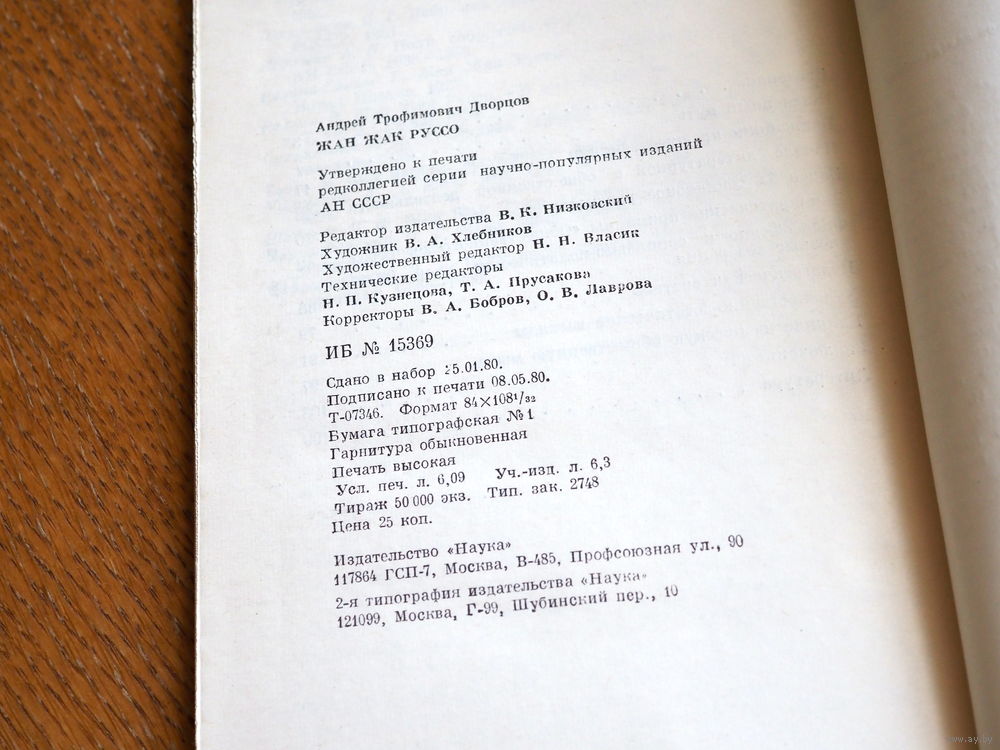 Андрей Трофимович Дворцов
ЖАН ЖАК РУССО
Утверждено к печати
редколлегией серии научно-популярных изданий
АН СССР
Редактор издательства В. К. Низковский
Художник В. А. Хлебников
Художественный редактор Н. Н. Власик
Технические редакторы
Н. П. Кузнецова, Т. А. Прусакова
Корректоры В. А. Бобров, О. В. Лаврова
ИБ № 15369
Сдано в набор 25.01.80.
Подписано к печати 08.05.80.
Т-07346. Формат 84×108¹/₃₂
Бумага типографская №1
Гарнитура обыкновенная
Печать высокая
Усл. печ. л. 6,09 Уч.-изд. л. 6,3
Тираж 50 000 экз. Тип. зак. 2748
Цена 25 коп.
Издательство «Наука»
117864 ГСП-7, Москва, В-485, Профсоюзная ул., 90
2-я типография издательства «Наука»
121099, Москва, Г-99, Шубинский пер., 10
www.ay.by